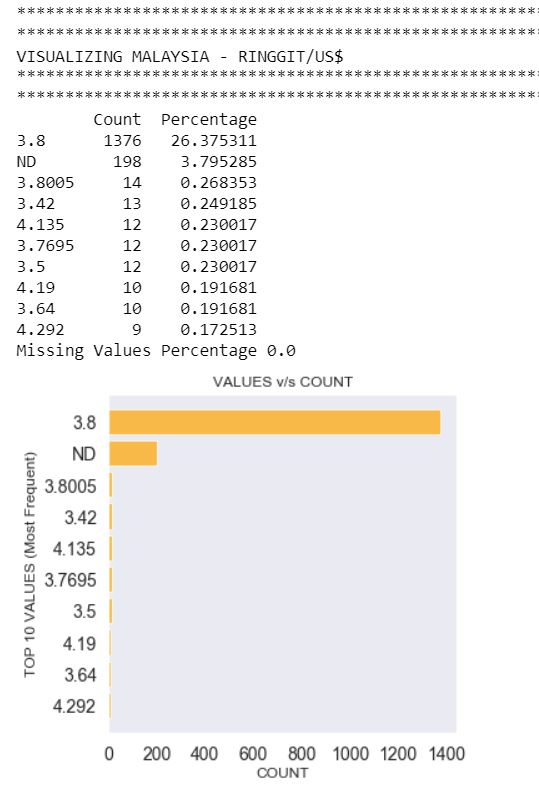 ************************************************************
************************************************************
VISUALIZING MALAYSIA - RINGGIT/US$
************************************************************
************************************************************
Count Percentage
3.8 1376 26.375311
ND 198 3.795285
3.8005 14 0.268353
3.42 13 0.249185
4.135 12 0.230017
3.7695 12 0.230017
3.5 12 0.230017
4.19 10 0.191681
3.64 10 0.191681
4.292 9 0.172513
Missing Values Percentage 0.0
VALUES v/s COUNT
TOP 10 VALUES (Most Frequent)
3.8
ND
3.8005
3.42
4.135
3.7695
3.5
4.19
3.64
4.292
0 200 400 600 800 1000 1200 1400
COUNT